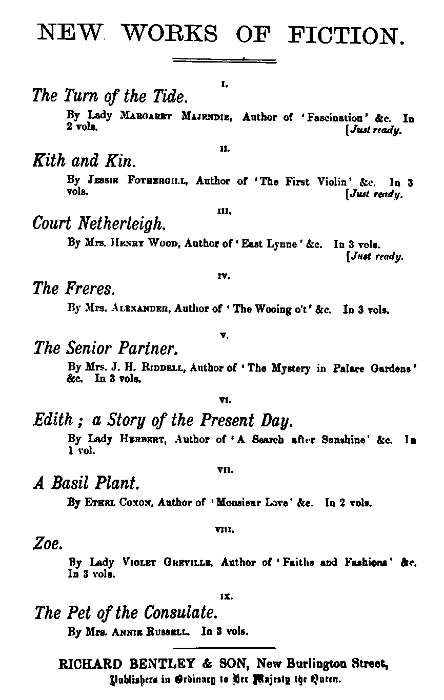 NEW WORKS OF FICTION.
I.
The Turn of the Tide.
By Lady MARGARET MAJENDIE, Author of 'Fascination' &c. In
2 vols. [Just ready.
II.
Kith and Kin.
By JESSIE FOTHERGILL, Author of 'The First Violin' &c. In 3
vols. [Just ready.
III.
Court Netherleigh.
By Mrs. HENRY WOOD, Author of 'East Lynne' &c. In 3 vols.
[Just ready.
IV.
The Freres.
By Mrs. ALEXANDER, Author of 'The Wooing o't' &c. In 3 vols.
V.
The Senior Partner.
By Mrs. J. H. RIDDELL, Author of 'The Mystery in Palace Gardens'
&c. In 3 vols.
VI.
Edith ; a Story of the Present Day.
By Lady HERBERT, Author of 'A Search after Sunshine' &c. In
1 vol.
VII.
A Basil Plant.
By ETHEL COXON, Author of 'Monsieur Love' &c. In 2 vols.
VIII.
Zoe.
By Lady VIOLET GREVILLE, Author of 'Faiths and Fashions' &c.
In 3 vols.
IX.
The Pet of the Consulate.
By Mrs. ANNIE RUSSELL. In 3 vols.
RICHARD BENTLEY & SON, New Burlington Street,
Publishers in Ordinary to Her Majesty the Queen.